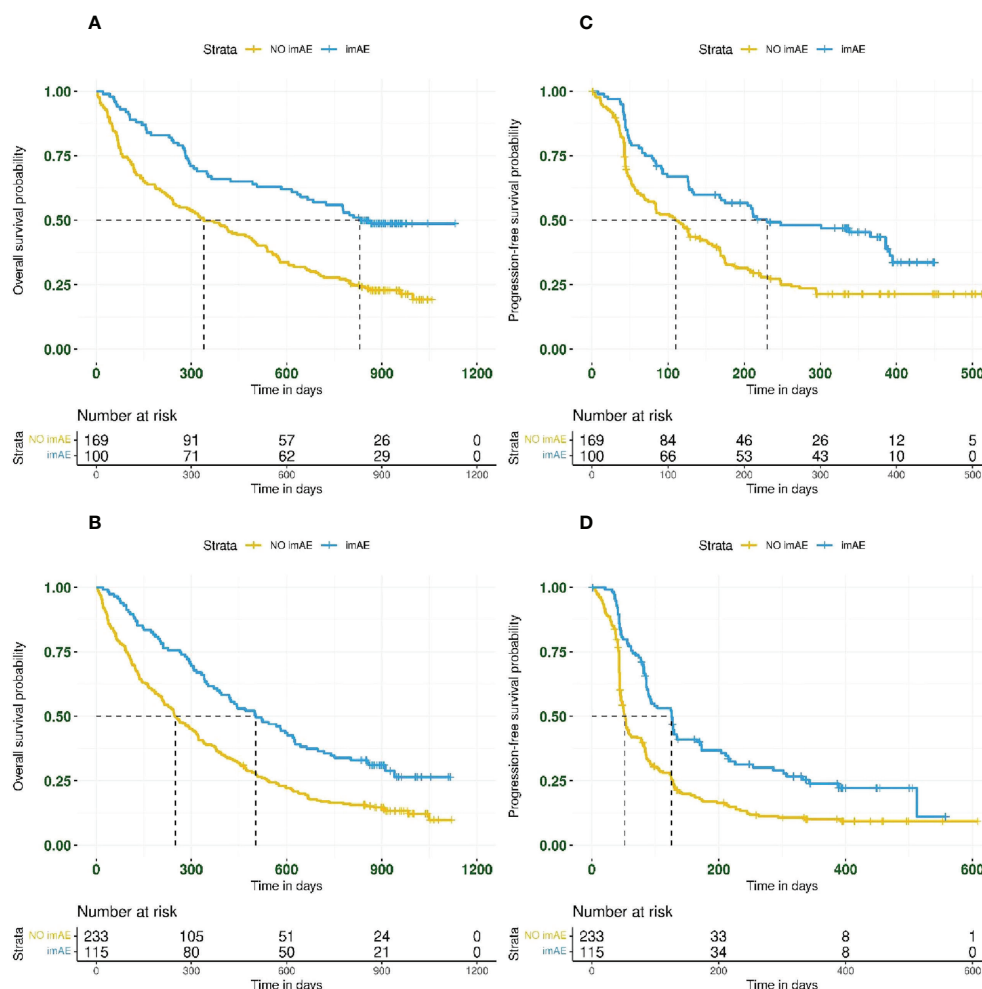 A
Strata NO imAE imAE
Overall survival probability
1.00
0.75
0.50
0.25
0.00
0 300 600 900 1200
Time in days
Number at risk
Strata
NO imAE 169 91 57 26 0
imAE 100 71 62 29 0
0 300 600 900 1200
Time in days
C
Strata NO imAE imAE
Progression-free survival probability
1.00
0.75
0.50
0.25
0.00
0 100 200 300 400 500
Time in days
Number at risk
Strata
NO imAE 169 84 46 26 12 5
imAE 100 66 53 43 10 0
0 100 200 300 400 500
Time in days
B
Strata NO imAE imAE
Overall survival probability
1.00
0.75
0.50
0.25
0.00
0 300 600 900 1200
Time in days
Number at risk
Strata
NO imAE 233 105 51 24 0
imAE 115 80 50 21 0
0 300 600 900 1200
Time in days
D
Strata NO imAE imAE
Progression-free survival probability
1.00
0.75
0.50
0.25
0.00
0 200 400 600
Time in days
Number at risk
Strata
NO imAE 233 33 8 1
imAE 115 34 8 0
0 200 400 600
Time in days